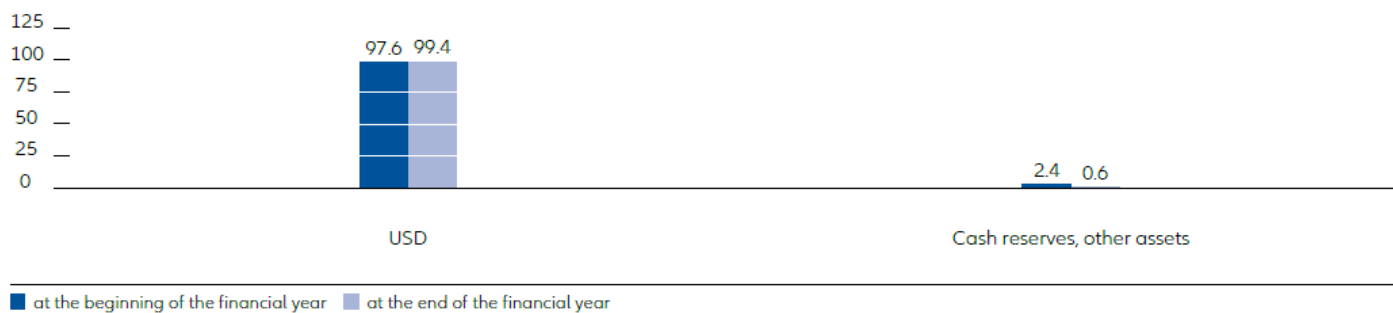 125
100
75
50
25
0
97.6 99.4
2.4 0.6
USD
Cash reserves, other assets
at the beginning of the financial year at the end of the financial year